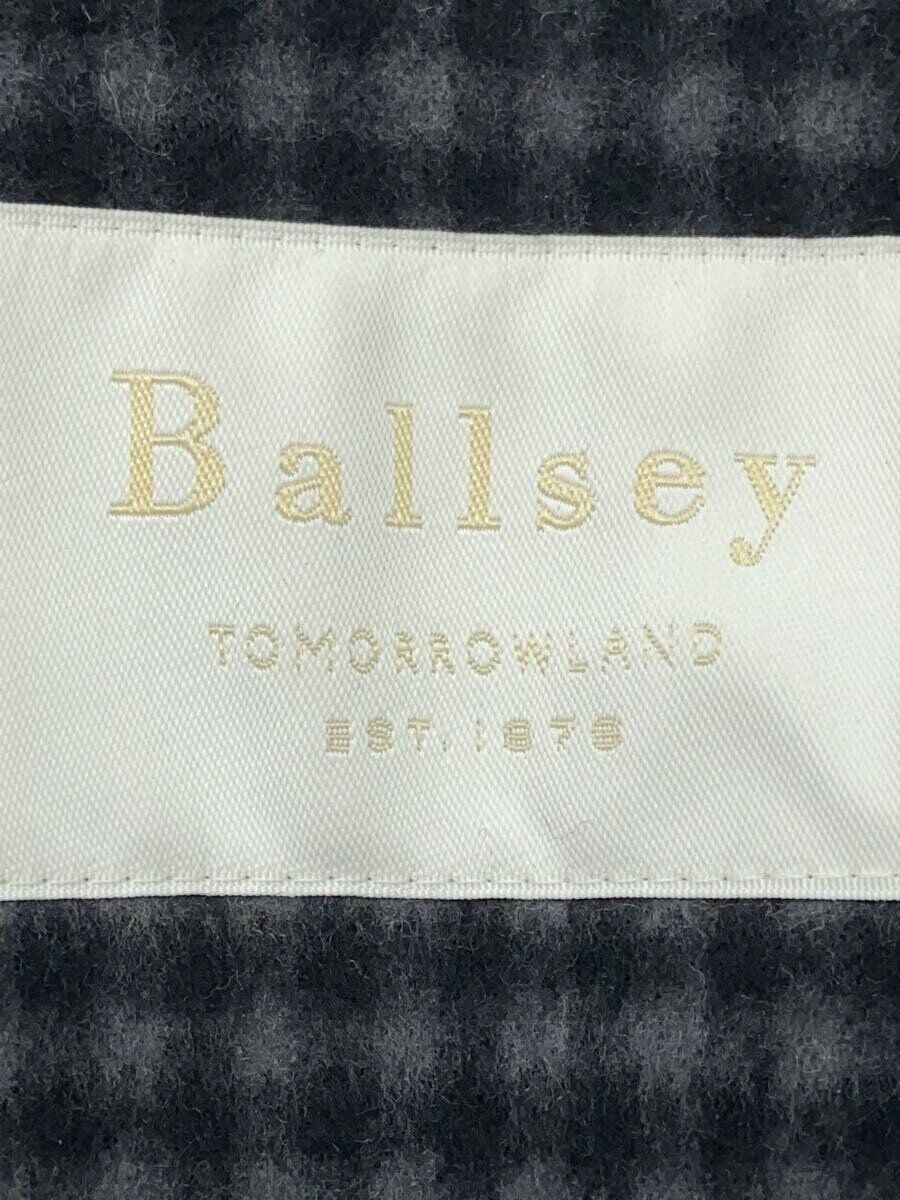 Ballsey
TOMORROWLAND
EST. 1978